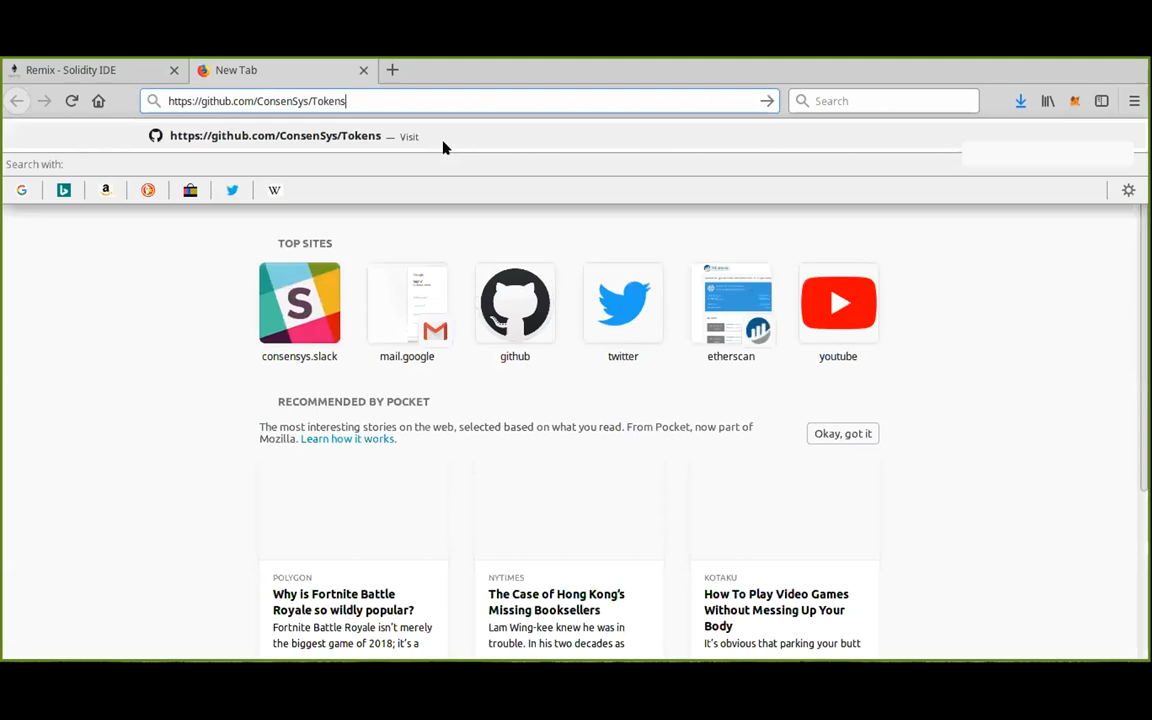 Remix - Solidity IDE
New Tab
https://github.com/ConsenSys/Tokens
Search
https://github.com/ConsenSys/Tokens — Visit
Search with:
TOP SITES
consensys.slack
mail.google
github
twitter
etherscan
youtube
RECOMMENDED BY POCKET
The most interesting stories on the web, selected based on what you read. From Pocket, now part of
Mozilla. Learn how it works.
Okay, got it
POLYGON
Why is Fortnite Battle
Royale so wildly popular?
Fortnite Battle Royale isn’t merely
the biggest game of 2018; it’s a
NYTIMES
The Case of Hong Kong’s
Missing Booksellers
Lam Wing-kee knew he was in
trouble. In his two decades as
KOTAKU
How To Play Video Games
Without Messing Up Your
Body
It’s obvious that parking your butt